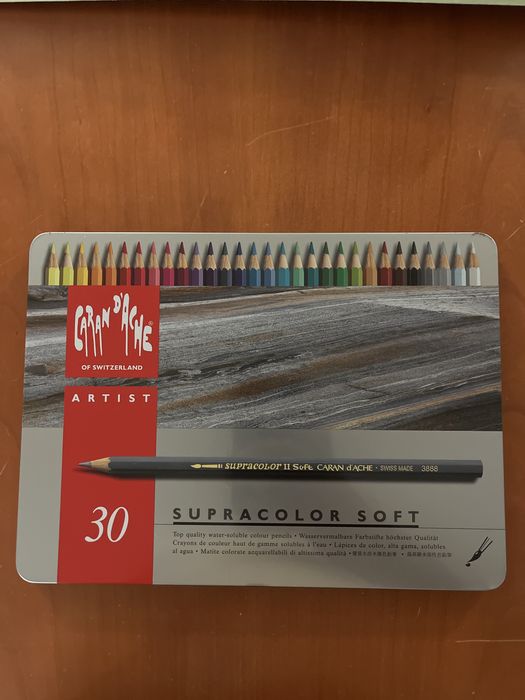 CARAN D'ACHE®
OF SWITZERLAND
ARTIST
supracolor II Soft CARAN d'ACHE · SWISS MADE 3888
30
SUPRACOLOR SOFT
Top quality water-soluble colour pencils • Wasservermalbare Farbstifte höchster Qualität
Crayons de couleur haut de gamme solubles à l'eau • Lápices de color, alta gama, solubles
al agua • Matite colorate acquarellabili di altissima qualità •